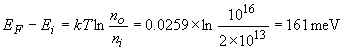 E_F − E_i = kT ln n_o/n_i = 0.0259×ln 10^16/2×10^13 = 161 meV